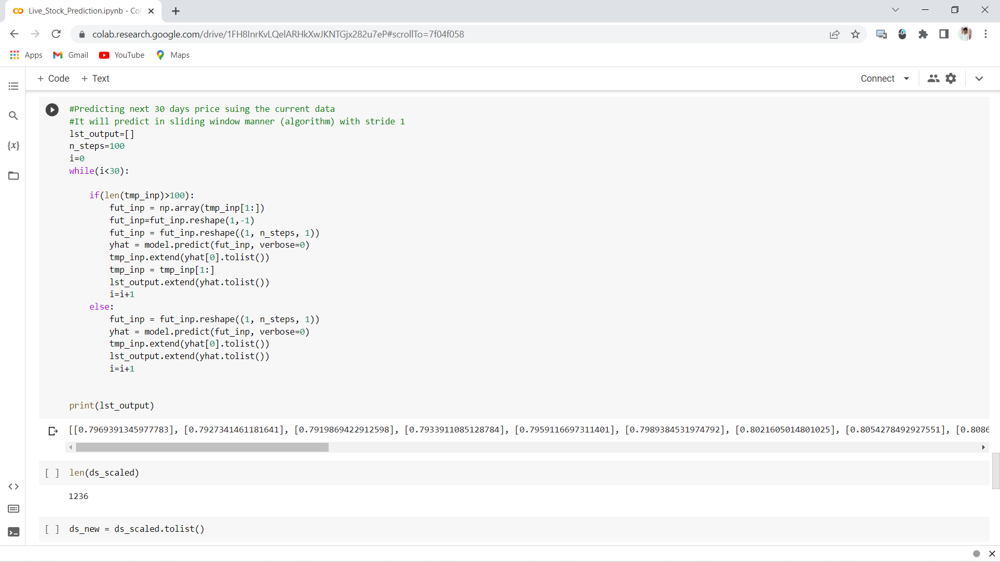 Live_Stock_Prediction.ipynb - Co
colab.research.google.com/drive/1FH8InrKvLQelARHkXwJKNTGjx282u7eP#scrollTo=7f04f058
Apps Gmail YouTube Maps
+ Code + Text Connect
#Predicting next 30 days price suing the current data
#It will predict in sliding window manner (algorithm) with stride 1
lst_output=[]
n_steps=100
i=0
while(i<30):
    if(len(tmp_inp)>100):
        fut_inp = np.array(tmp_inp[1:])
        fut_inp=fut_inp.reshape(1,-1)
        fut_inp = fut_inp.reshape((1, n_steps, 1))
        yhat = model.predict(fut_inp, verbose=0)
        tmp_inp.extend(yhat[0].tolist())
        tmp_inp = tmp_inp[1:]
        lst_output.extend(yhat.tolist())
        i=i+1
    else:
        fut_inp = fut_inp.reshape((1, n_steps, 1))
        yhat = model.predict(fut_inp, verbose=0)
        tmp_inp.extend(yhat[0].tolist())
        lst_output.extend(yhat.tolist())
        i=i+1
print(lst_output)
[[0.7969391345977783], [0.7927341461181641], [0.7919869422912598], [0.7933911085128784], [0.7959116697311401], [0.7989384531974792], [0.8021605014801025], [0.8054278492927551], [0.808
[ ] len(ds_scaled)
1236
[ ] ds_new = ds_scaled.tolist()